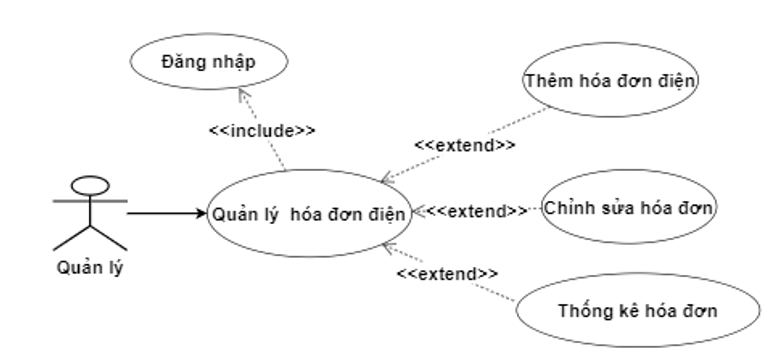 Đăng nhập
Thêm hóa đơn điện
<<include>>
<<extend>>
Quản lý hóa đơn điện
<<extend>>
Chỉnh sửa hóa đơn
Quản lý
<<extend>>
Thống kê hóa đơn